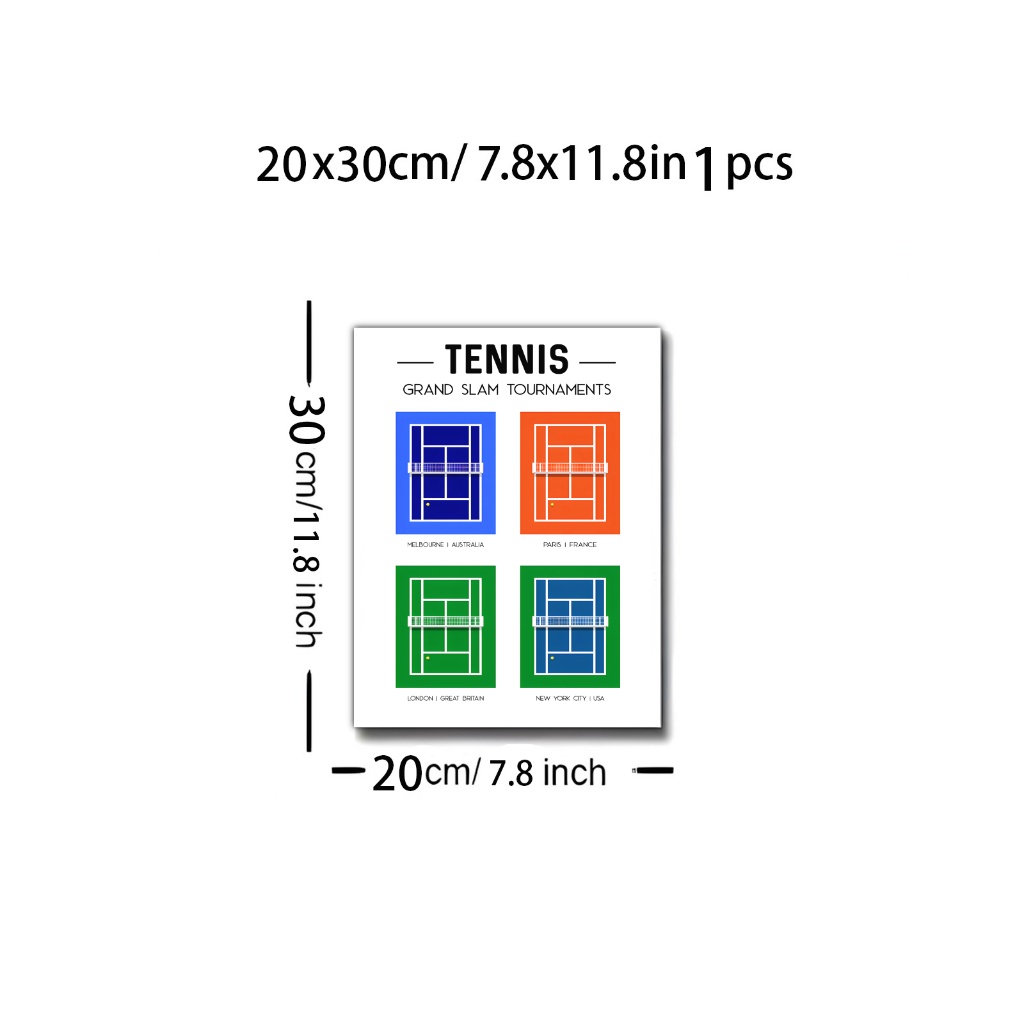 20x30cm/ 7.8x11.8in 1 pcs
TENNIS
GRAND SLAM TOURNAMENTS
MELBOURNE | AUSTRALIA
PARIS | FRANCE
LONDON | GREAT BRITAIN
NEW YORK CITY | USA
30cm/11.8 inch
20cm/ 7.8 inch